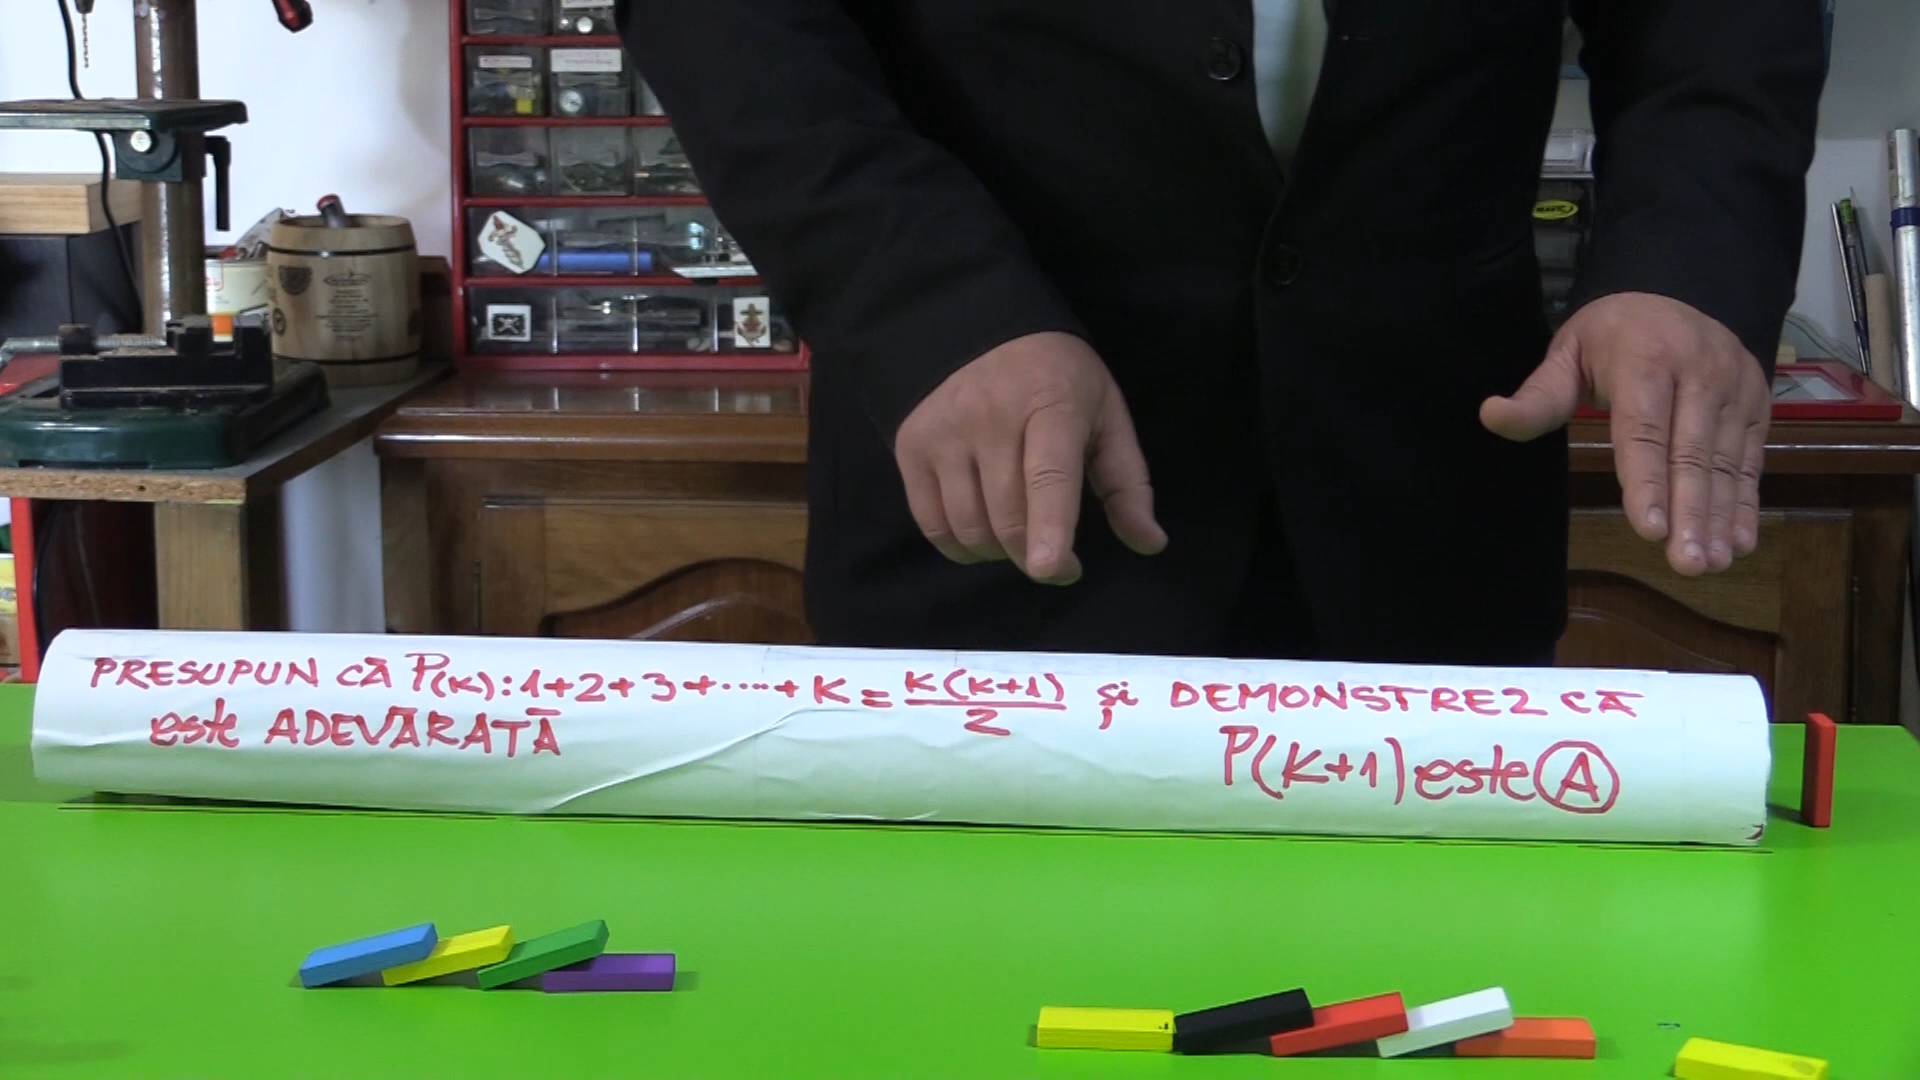 PRESUPUN CĂ P(K): 1+2+3+····+K = K(K+1)/2 și DEMONSTREZ CĂ
este ADEVĂRATĂ P(K+1) este Ⓐ